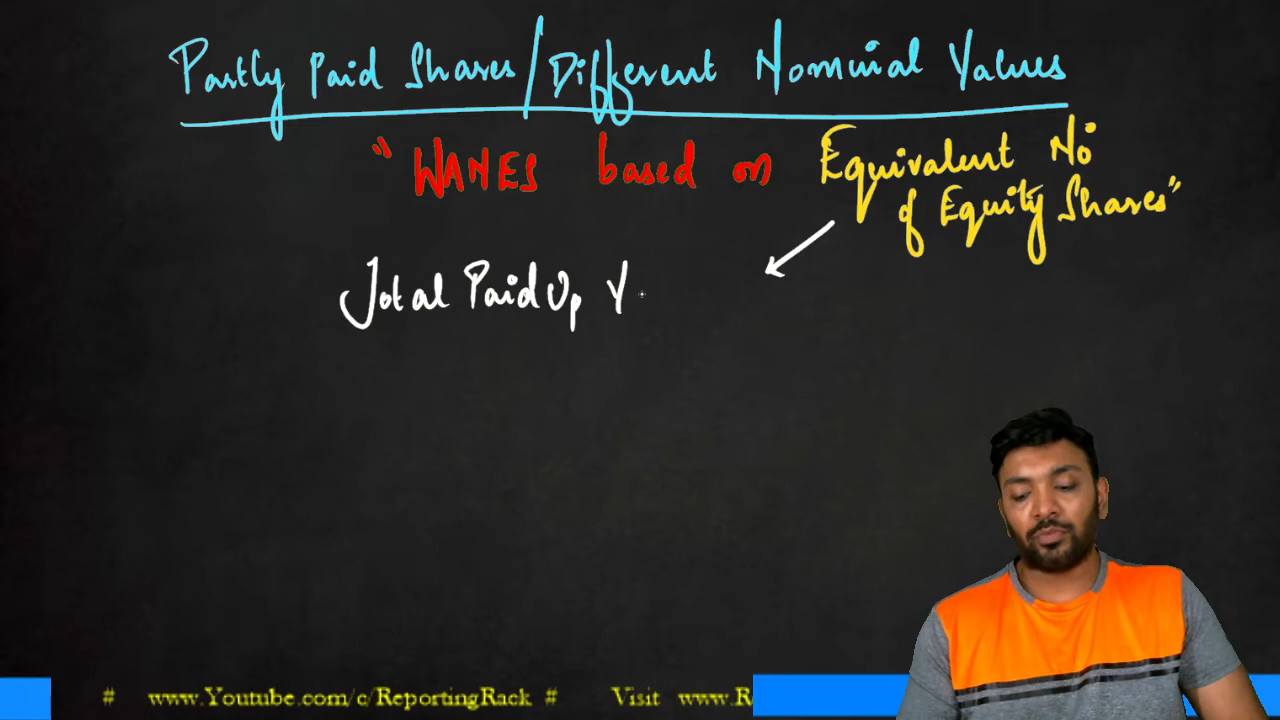 Partly Paid Shares/Different Nominal Values
"WANES based on Equivalent No
of Equity Shares"
Total Paid Up V
# www.Youtube.com/c/ReportingRack # Visit www.R